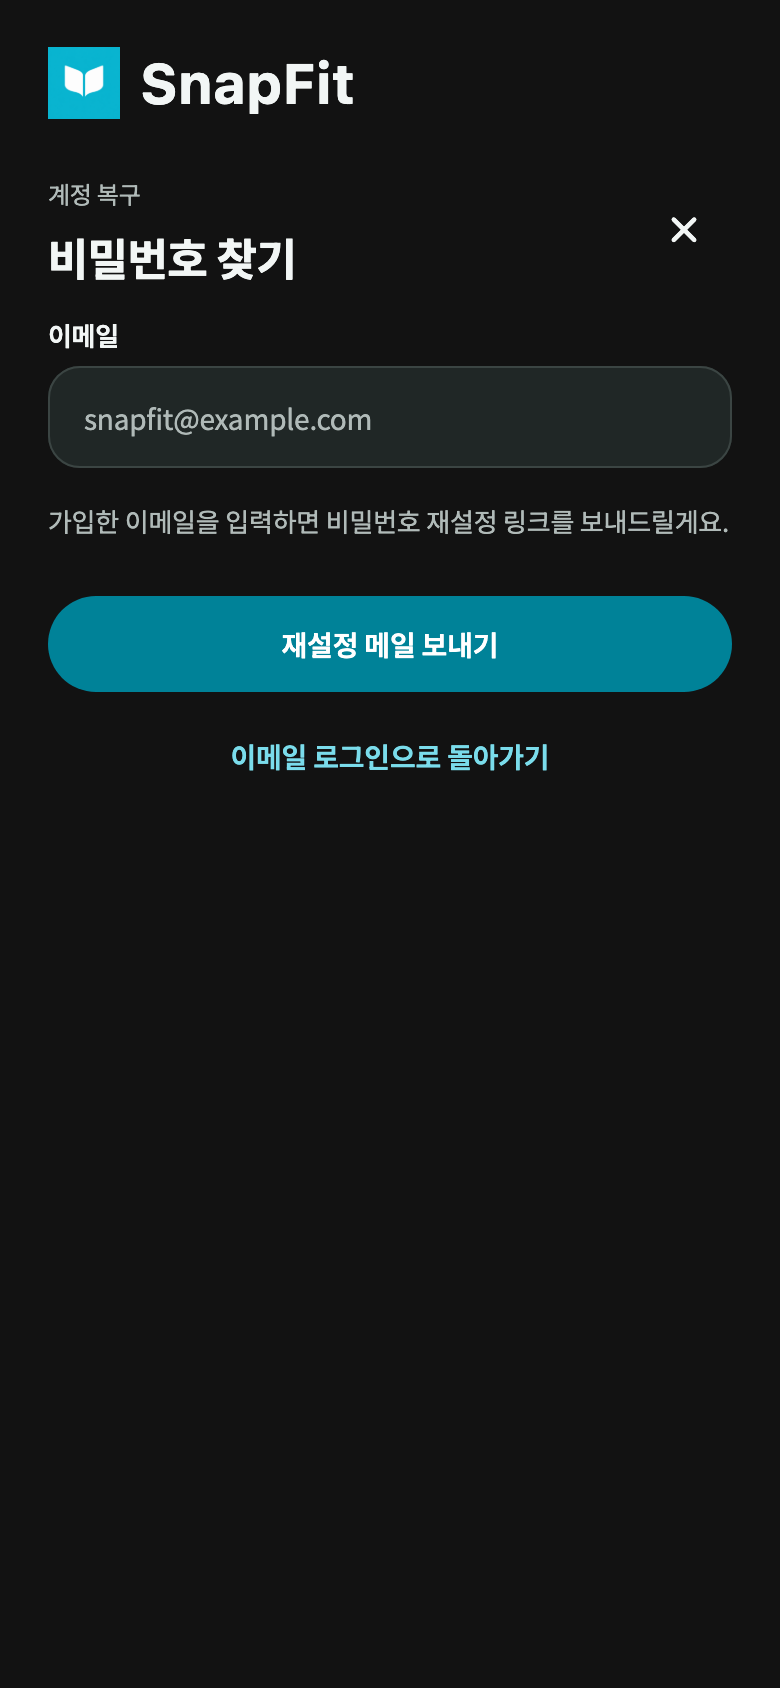 SnapFit
계정 복구
비밀번호 찾기
이메일
snapfit@example.com
가입한 이메일을 입력하면 비밀번호 재설정 링크를 보내드릴게요.
재설정 메일 보내기
이메일 로그인으로 돌아가기